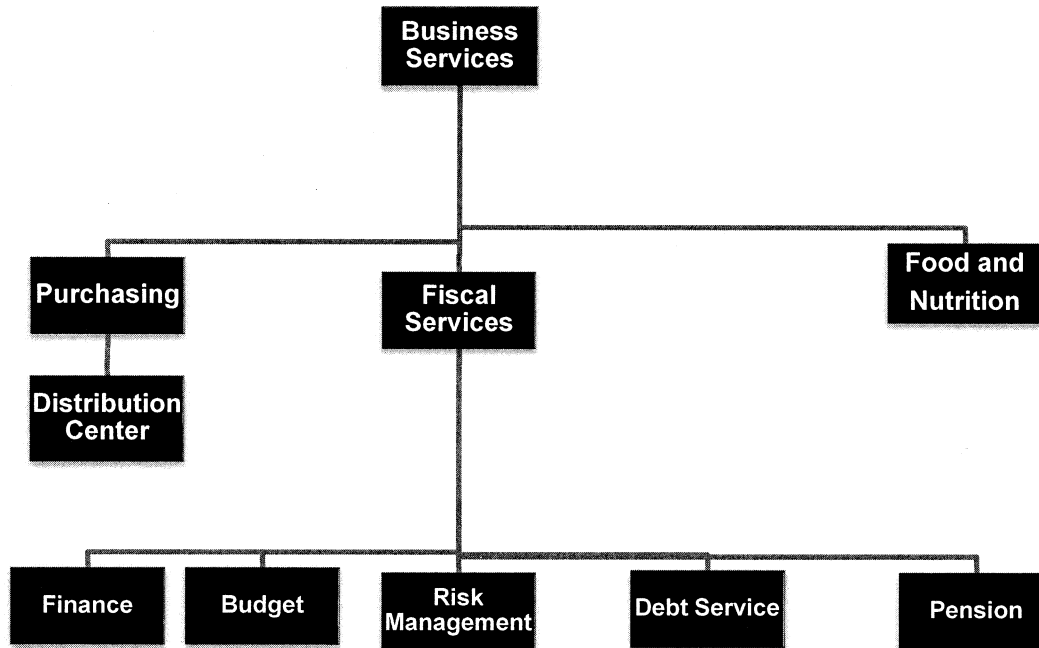 Business
Services
Purchasing
Fiscal
Services
Food and
Nutrition
Distribution
Center
Finance
Budget
Risk
Management
Debt Service
Pension